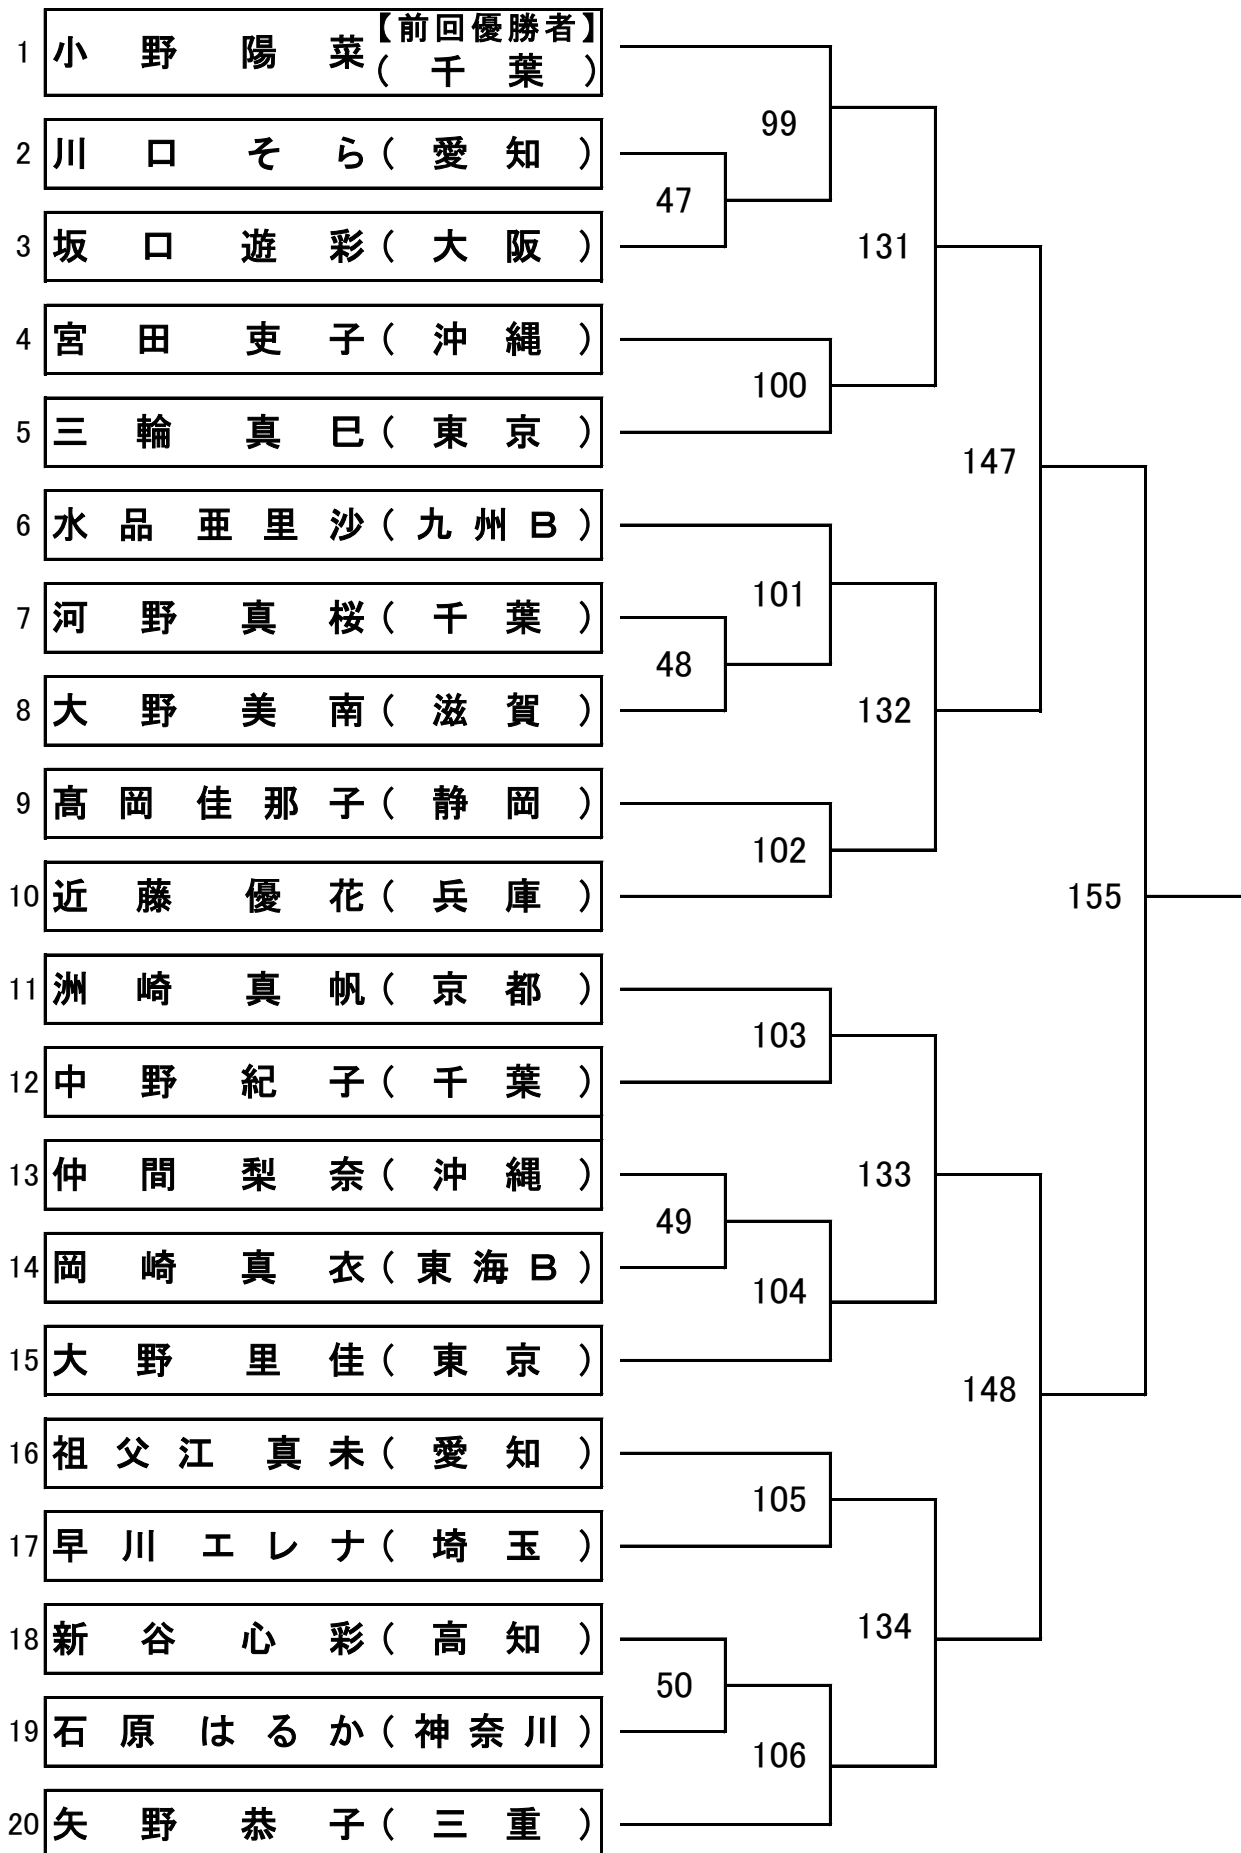 1 小野陽菜【前回優勝者】(千葉)
2 川口そら(愛知)
3 坂口遊彩(大阪)
4 宮田吏子(沖縄)
5 三輪真巳(東京)
6 水品亜里沙(九州B)
7 河野真桜(千葉)
8 大野美南(滋賀)
9 髙岡佳那子(静岡)
10 近藤優花(兵庫)
11 洲崎真帆(京都)
12 中野紀子(千葉)
13 仲間梨奈(沖縄)
14 岡崎真衣(東海B)
15 大野里佳(東京)
16 祖父江真未(愛知)
17 早川エレナ(埼玉)
18 新谷心彩(高知)
19 石原はるか(神奈川)
20 矢野恭子(三重)
47
48
49
50
99
100
101
102
103
104
105
106
131
132
133
134
147
148
155